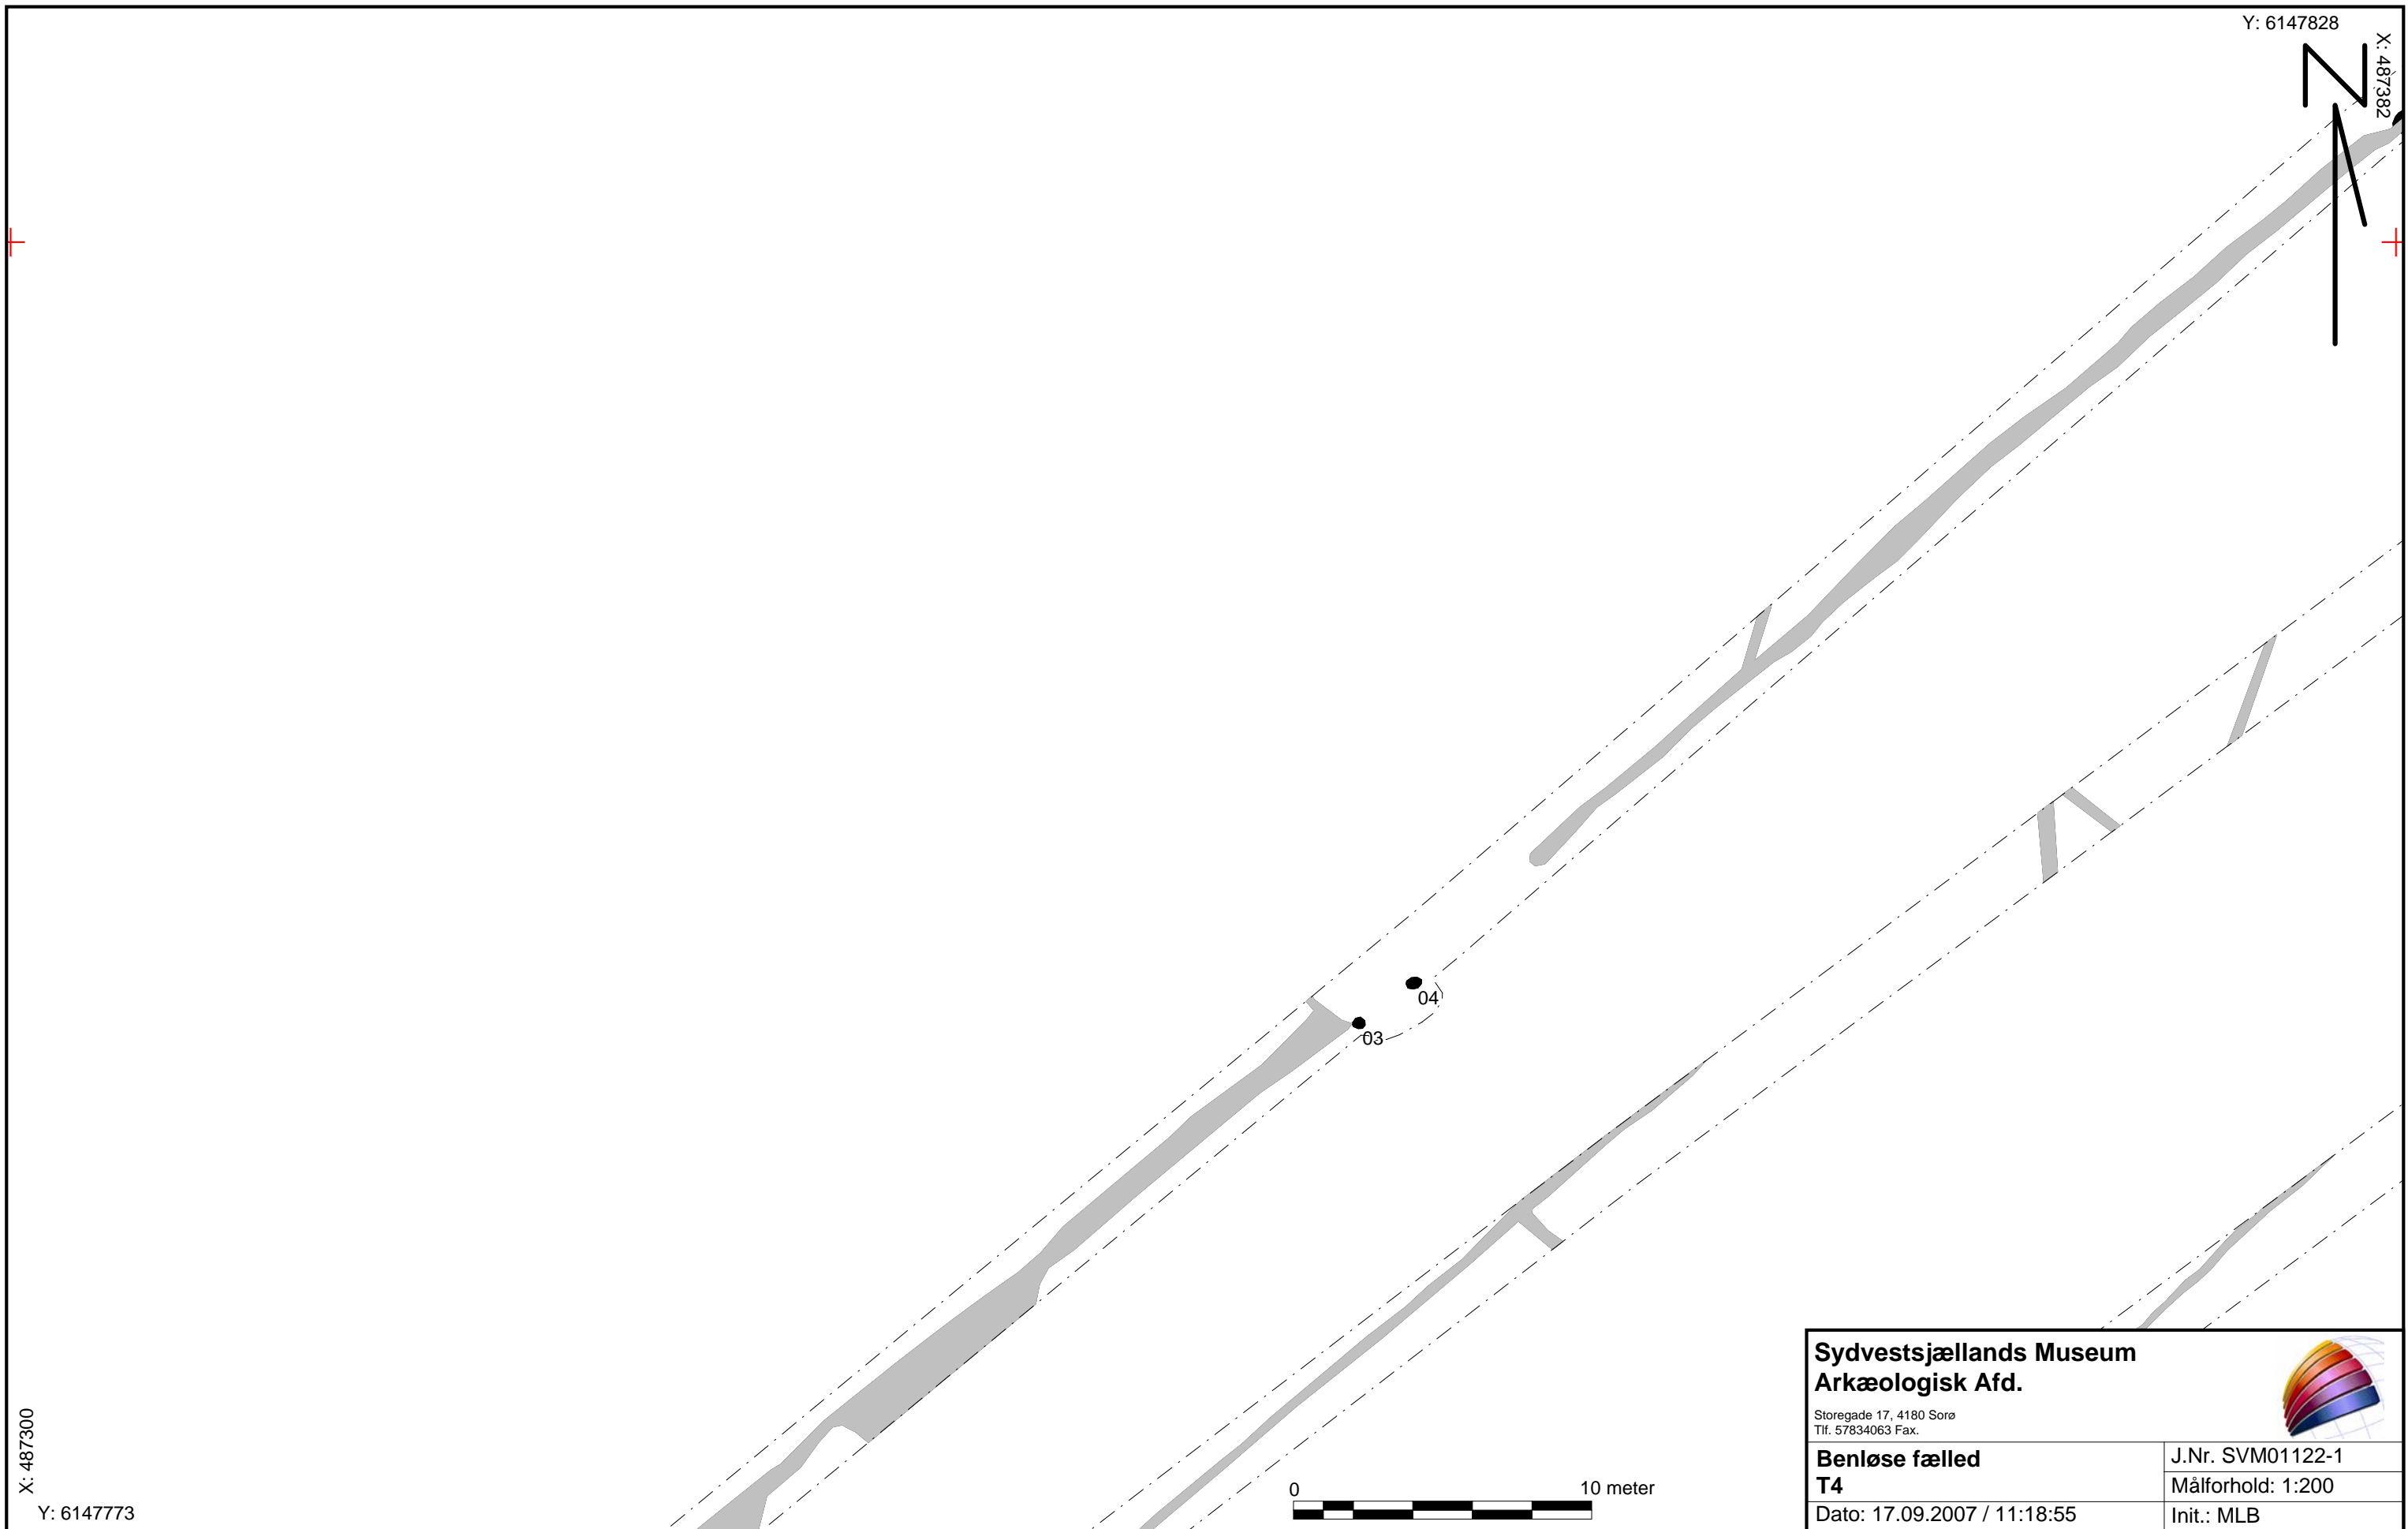 Y: 6147828
X: 487382
N
04
03
X: 487300
Y: 6147773
0
10 meter
Sydvestsjællands Museum
Arkæologisk Afd.
Storegade 17, 4180 Sorø
Tlf. 57834063 Fax.
Benløse fælled
T4
J.Nr. SVM01122-1
Målforhold: 1:200
Dato: 17.09.2007 / 11:18:55
Init.: MLB